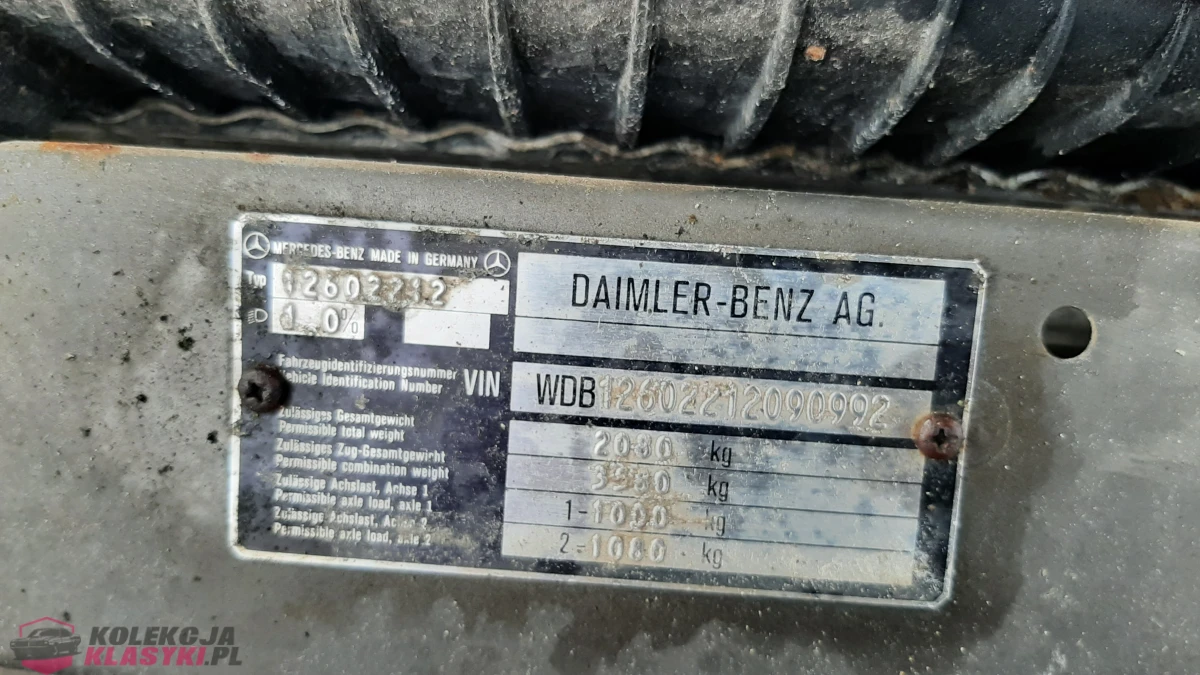 MERCEDES-BENZ MADE IN GERMANY
Typ 12602212
1,0%
DAIMLER-BENZ AG.
Fahrzeugidentifizierungsnummer
Vehicle Identification Number
VIN
WDB12602212090992
Zulässiges Gesamtgewicht
Permissible total weight
2080 kg
Zulässiges Zug-Gesamtgewicht
Permissible combination weight
kg
Zulässige Achslast, Achse 1
Permissible axle load, axle 1
1-1000 kg
Zulässige Achslast, Achse 2
Permissible axle load, axle 2
2-1080 kg
KOLEKCJA
KLASYKI.PL